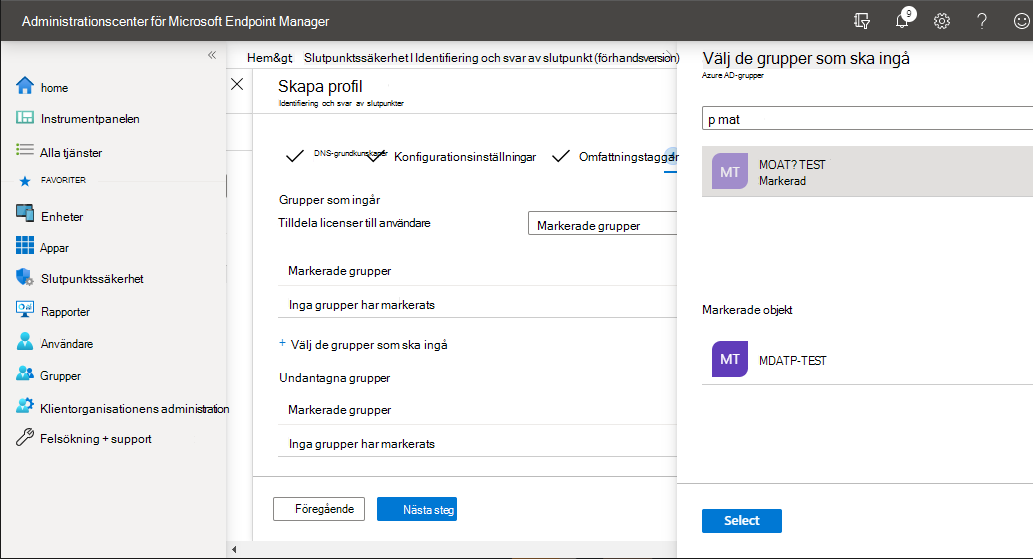 Administrationscenter för Microsoft Endpoint Manager
9
«
home
Instrumentpanelen
Alla tjänster
FAVORITER
Enheter
Appar
Slutpunktssäkerhet
Rapporter
Användare
Grupper
Klientorganisationens administration
Felsökning + support
Hem&gt; Slutpunktssäkerhet I Identifiering och svar av slutpunkt (förhandsversion)
Skapa profil
Identifiering och svar av slutpunkter
DNS-grundkunskaper
Konfigurationsinställningar
Omfattningstaggar
Grupper som ingår
Tilldela licenser till användare
Markerade grupper
Markerade grupper
Inga grupper har markerats
+ Välj de grupper som ska ingå
Undantagna grupper
Markerade grupper
Inga grupper har markerats
Föregående
Nästa steg
Välj de grupper som ska ingå
Azure AD-grupper
p mat
MT
MOAT? TEST
Markerad
Markerade objekt
MT
MDATP-TEST
Select